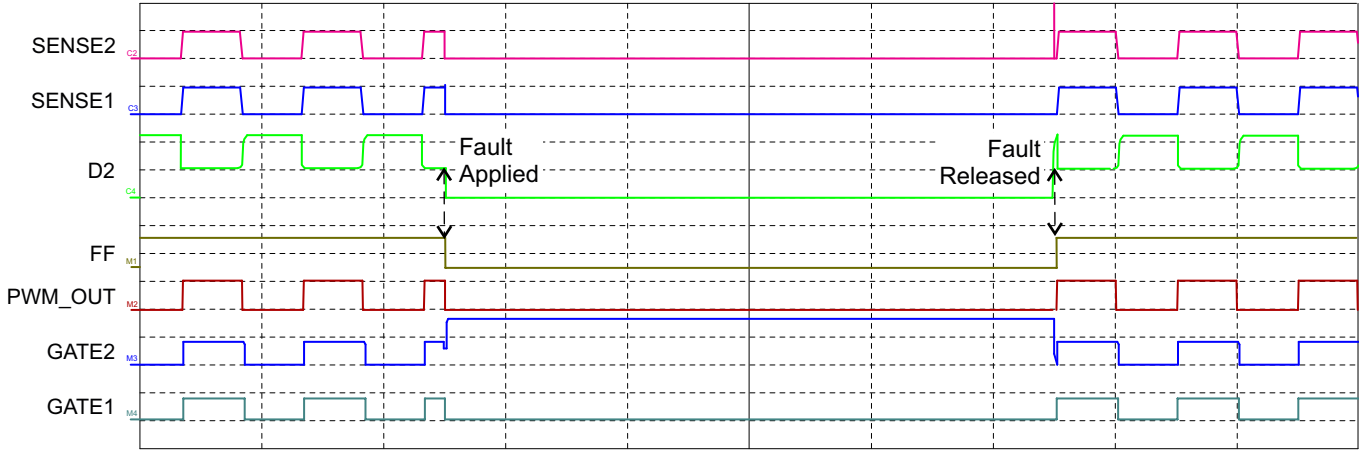 SENSE2
C2
SENSE1
C3
Fault
Applied
Fault
Released
D2
C4
FF
M1
PWM_OUT
M2
GATE2
M3
GATE1
M4